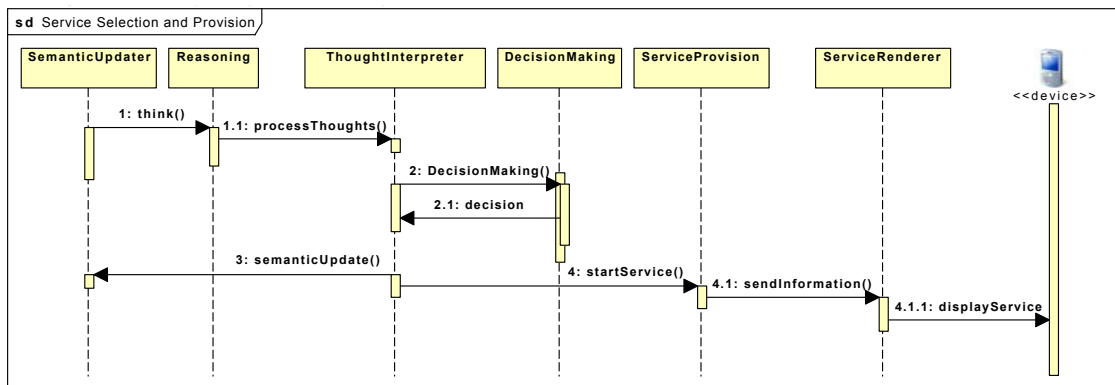 sd Service Selection and Provision
SemanticUpdater
Reasoning
ThoughtInterpreter
DecisionMaking
ServiceProvision
ServiceRenderer
<<device>>
1: think()
1.1: processThoughts()
2: DecisionMaking()
2.1: decision
3: semanticUpdate()
4: startService()
4.1: sendInformation()
4.1.1: displayService